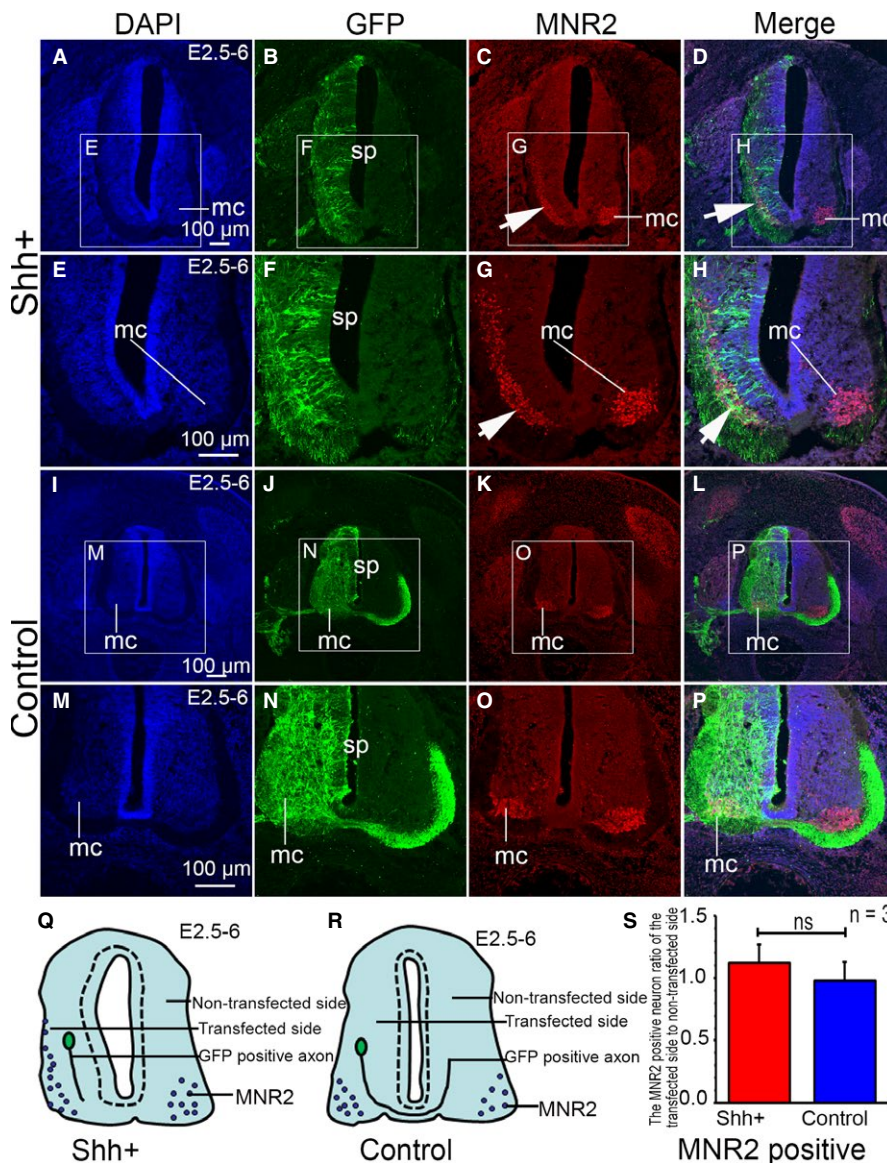 DAPI GFP MNR2 Merge
Shh+
A E2.5-6 B C D
E F sp G H
mc mc mc
100 µm
E E2.5-6 F G H
mc sp mc mc
100 µm
Control
I E2.5-6 J K L
M N sp O P
mc mc mc
100 µm
M E2.5-6 N O P
sp
mc mc mc mc
100 µm
Q E2.5-6
Non-transfected side
Transfected side
GFP positive axon
MNR2
Shh+
R E2.5-6
Non-transfected side
Transfected side
GFP positive axon
MNR2
Control
S
The MNR2 positive neuron ratio of the
transfected side to non-transfected side
1.5
1.0
0.5
0.0
ns n = 3
Shh+ Control
MNR2 positive